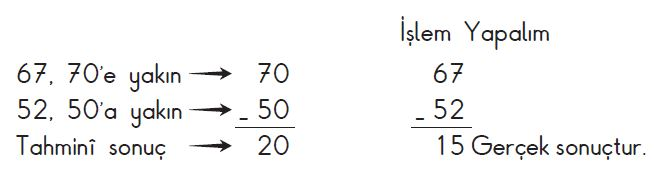 İşlem Yapalım
67, 70'e yakın → 70 67
52, 50'a yakın → - 50 - 52
Tahminî sonuç → 20 15 Gerçek sonuçtur.